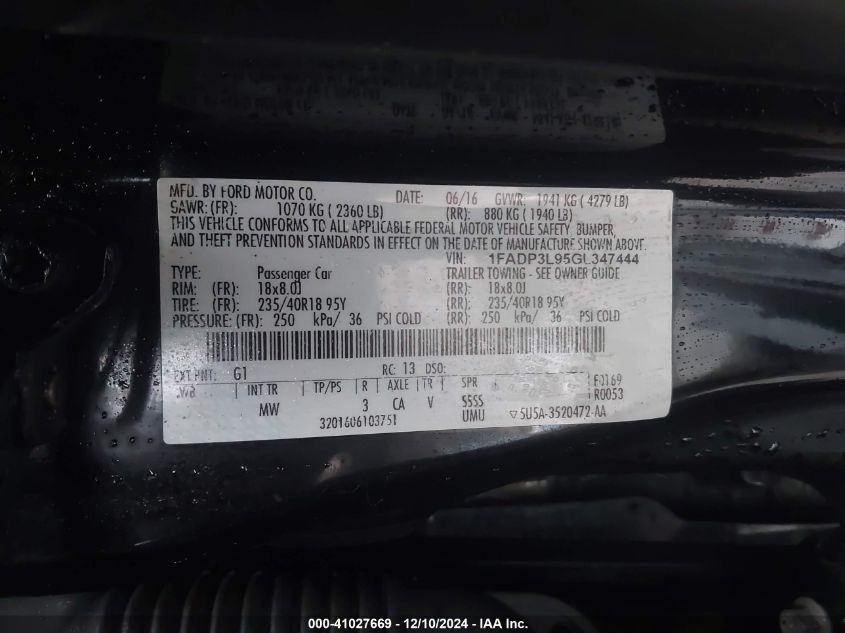 MFD. BY FORD MOTOR CO. DATE: 06/16 GVWR: 1941 KG ( 4279 LB)
GAWR: (FR): 1070 KG ( 2360 LB) (RR): 880 KG ( 1940 LB)
THIS VEHICLE CONFORMS TO ALL APPLICABLE FEDERAL MOTOR VEHICLE SAFETY, BUMPER,
AND THEFT PREVENTION STANDARDS IN EFFECT ON THE DATE OF MANUFACTURE SHOWN ABOVE.
VIN: 1FADP3L95GL347444
TYPE: Passenger Car TRAILER TOWING - SEE OWNER GUIDE
RIM: (FR): 18x8.0J (RR): 18x8.0J
TIRE: (FR): 235/40R18 95Y (RR): 235/40R18 95Y
PRESSURE: (FR): 250 kPa/ 36 PSI COLD (RR): 250 kPa/ 36 PSI COLD
EXT PNT: G1 RC: 13 DSO:
WB INT TR TP/PS R AXLE TR SPR F0169
MW 3 CA V SSSS R0053
3201606103751 UMU ▽5U5A-3520472-AA
000-41027669 — 12/10/2024 — IAA Inc.